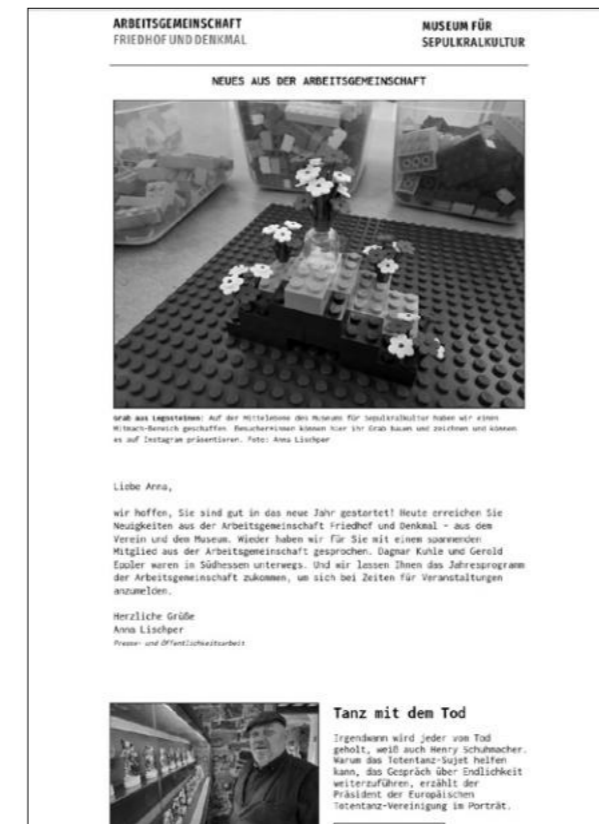 ARBEITSGEMEINSCHAFT
FRIEDHOF UND DENKMAL
MUSEUM FÜR
SEPULKRALKULTUR
NEUES AUS DER ARBEITSGEMEINSCHAFT
Grab aus Legosteinen: Auf der Mittelebene des Museums für Sepulkralkultur haben wir einen
Mitmach-Bereich geschaffen. Besucher*innen können hier ihr Grab bauen und zeichnen und können
es auf Instagram präsentieren. Foto: Anna Lischper
Liebe Anna,
wir hoffen, Sie sind gut in das neue Jahr gestartet! Heute erreichen Sie
Neuigkeiten aus der Arbeitsgemeinschaft Friedhof und Denkmal – aus dem
Verein und dem Museum. Wieder haben wir für Sie mit einem spannenden
Mitglied aus der Arbeitsgemeinschaft gesprochen. Dagmar Kuhle und Gerold
Eppler waren in Südhessen unterwegs. Und wir lassen Ihnen das Jahresprogramm
der Arbeitsgemeinschaft zukommen, um sich bei Zeiten für Veranstaltungen
anzumelden.
Herzliche Grüße
Anna Lischper
Presse- und Öffentlichkeitsarbeit
Tanz mit dem Tod
Irgendwann wird jeder vom Tod
geholt, weiß auch Henry Schuhmacher.
Warum das Totentanz-Sujet helfen
kann, das Gespräch über Endlichkeit
weiterzuführen, erzählt der
Präsident der Europäischen
Totentanz-Vereinigung im Porträt.